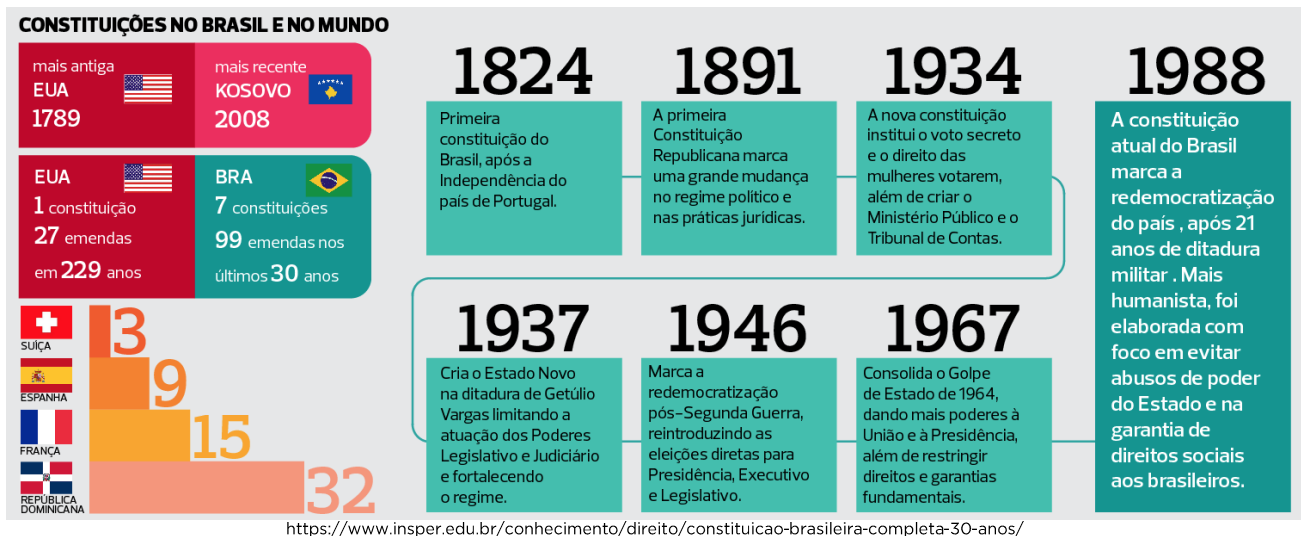 CONSTITUIÇÕES NO BRASIL E NO MUNDO
mais antiga
EUA
1789
mais recente
KOSOVO
2008
EUA
1 constituição
27 emendas
em 229 anos
BRA
7 constituições
99 emendas nos
últimos 30 anos
SUÍÇA
3
ESPANHA
9
FRANÇA
15
REPÚBLICA
DOMINICANA
32
1824
Primeira
constituição do
Brasil, após a
Independência do
país de Portugal.
1891
A primeira
Constituição
Republicana marca
uma grande mudança
no regime político e
nas práticas jurídicas.
1934
A nova constituição
institui o voto secreto
e o direito das
mulheres votarem,
além de criar o
Ministério Público e o
Tribunal de Contas.
1937
Cria o Estado Novo
na ditadura de Getúlio
Vargas limitando a
atuação dos Poderes
Legislativo e Judiciário
e fortalecendo
o regime.
1946
Marca a
redemocratização
pós-Segunda Guerra,
reintroduzindo as
eleições diretas para
Presidência, Executivo
e Legislativo.
1967
Consolida o Golpe
de Estado de 1964,
dando mais poderes à
União e à Presidência,
além de restringir
direitos e garantias
fundamentais.
1988
A constituição
atual do Brasil
marca a
redemocratização
do país , após 21
anos de ditadura
militar . Mais
humanista, foi
elaborada com
foco em evitar
abusos de poder
do Estado e na
garantia de
direitos sociais
aos brasileiros.
https://www.insper.edu.br/conhecimento/direito/constituicao-brasileira-completa-30-anos/